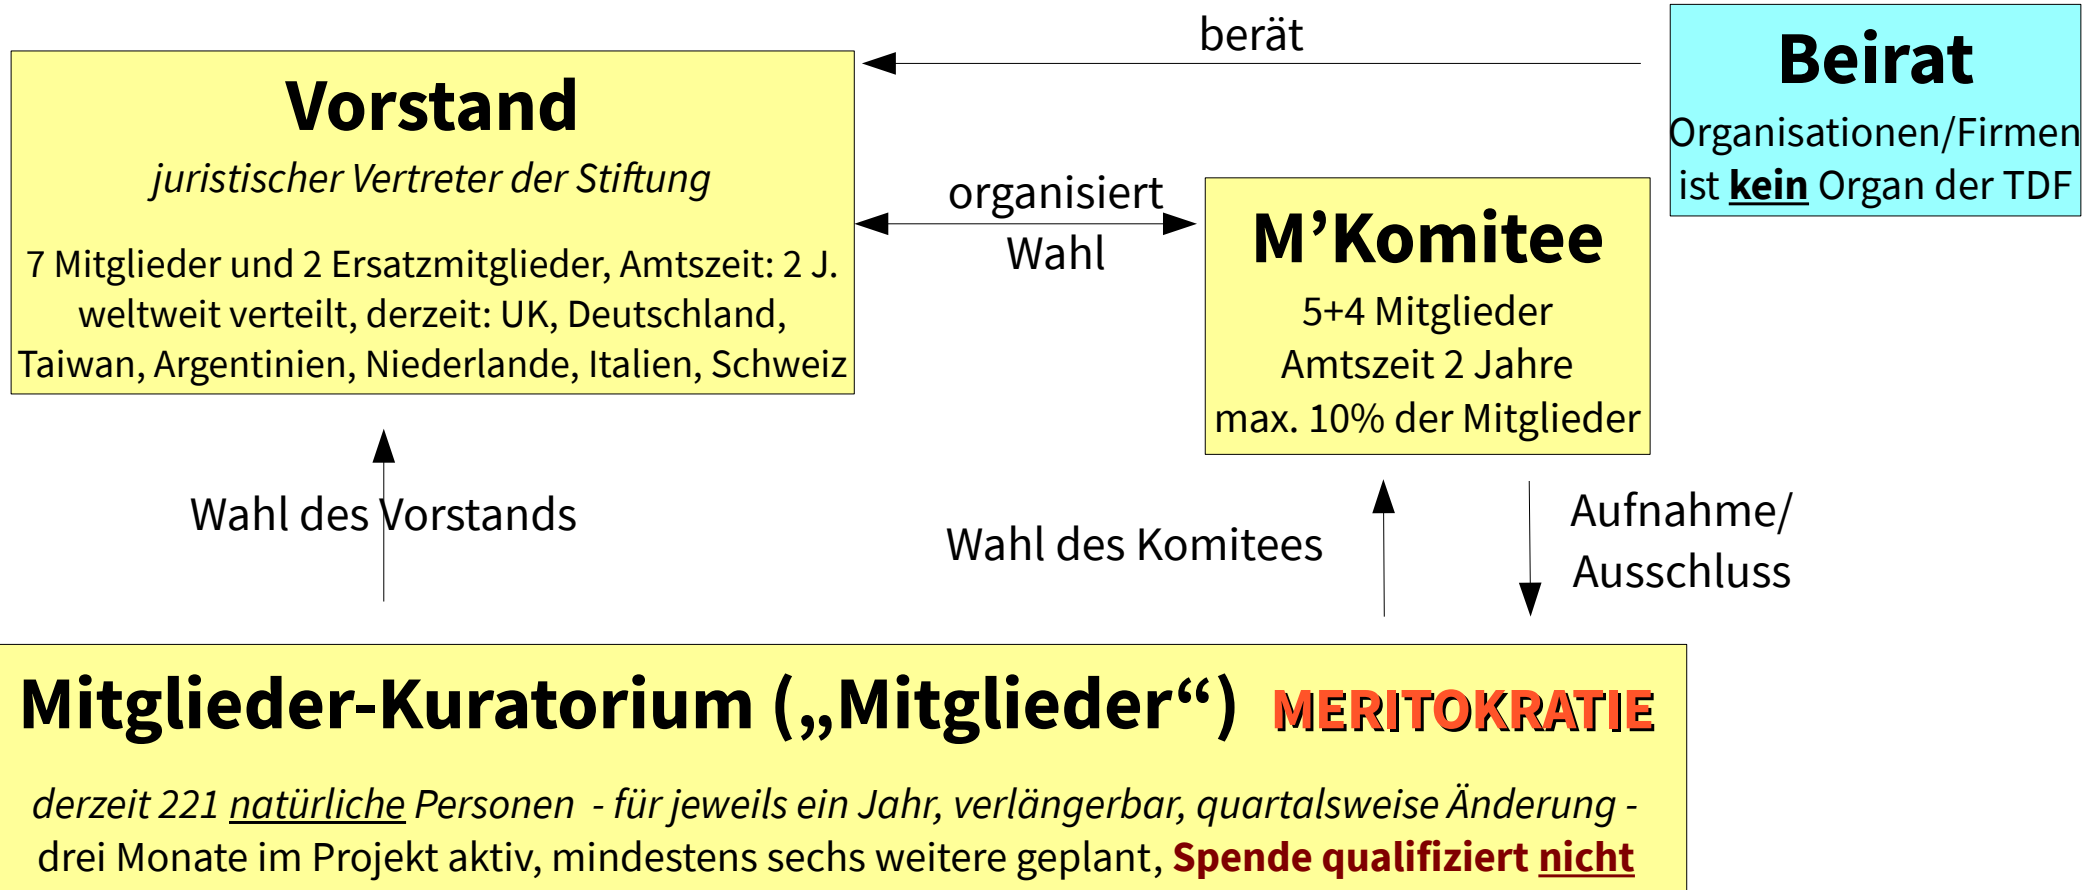 berät
Vorstand
juristischer Vertreter der Stiftung
7 Mitglieder und 2 Ersatzmitglieder, Amtszeit: 2 J.
weltweit verteilt, derzeit: UK, Deutschland,
Taiwan, Argentinien, Niederlande, Italien, Schweiz
organisiert
Wahl
Beirat
Organisationen/Firmen
ist kein Organ der TDF
M’Komitee
5+4 Mitglieder
Amtszeit 2 Jahre
max. 10% der Mitglieder
Wahl des Vorstands
Wahl des Komitees
Aufnahme/
Ausschluss
Mitglieder-Kuratorium („Mitglieder“) MERITOKRATIE
derzeit 221 natürliche Personen - für jeweils ein Jahr, verlängerbar, quartalsweise Änderung -
drei Monate im Projekt aktiv, mindestens sechs weitere geplant, Spende qualifiziert nicht